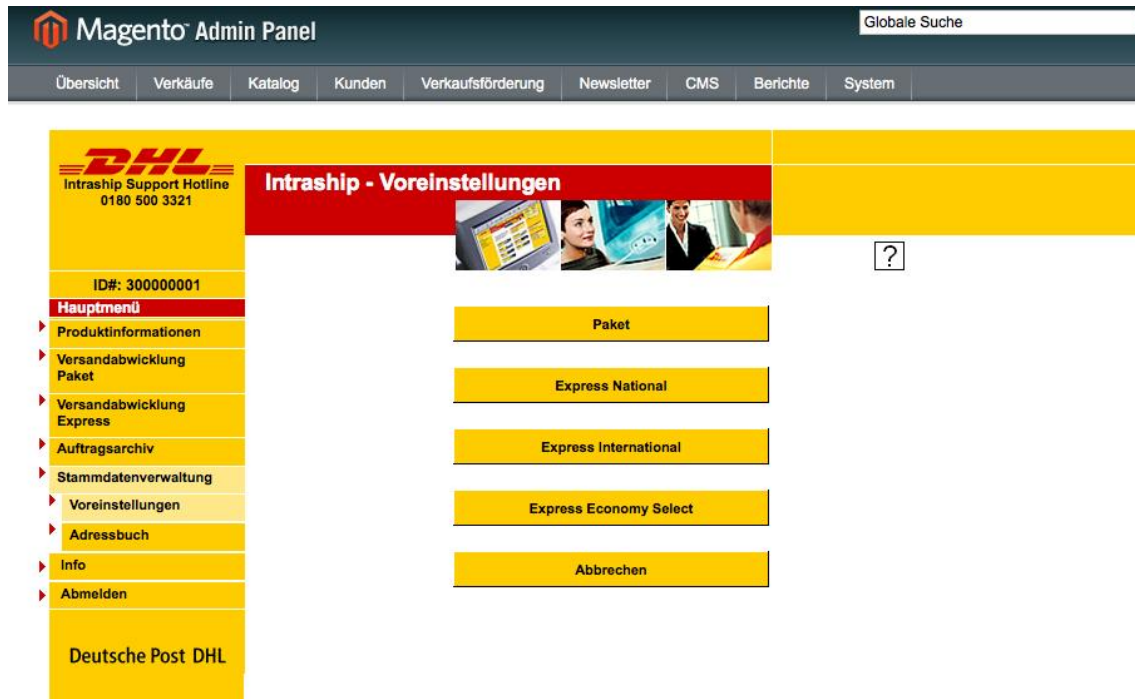 Magento Admin Panel
Globale Suche
Übersicht Verkäufe Katalog Kunden Verkaufsförderung Newsletter CMS Berichte System
DHL
Intraship Support Hotline
0180 500 3321
Intraship - Voreinstellungen
?
ID#: 300000001
Hauptmenü
Produktinformationen
Versandabwicklung
Paket
Versandabwicklung
Express
Auftragsarchiv
Stammdatenverwaltung
Voreinstellungen
Adressbuch
Info
Abmelden
Deutsche Post DHL
Paket
Express National
Express International
Express Economy Select
Abbrechen